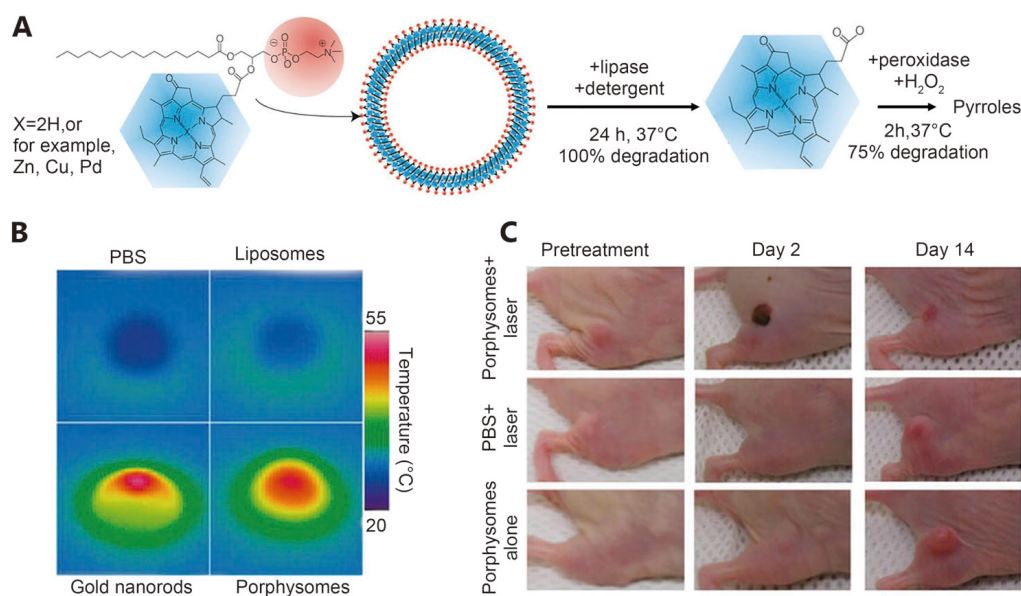 A
X=2H,or
for example,
Zn, Cu, Pd
O
O
O
P
O
O
⊖
N
+
O
O
O
N
N
N
N
X
+lipase
+detergent
24 h, 37°C
100% degradation
O
O
O
N
N
N
N
X
+peroxidase
+H₂O₂
Pyrroles
2h,37°C
75% degradation
B
PBS
Liposomes
55
Temperature (°C)
20
Gold nanorods
Porphysomes
C
Pretreatment
Day 2
Day 14
Porphysomes+
laser
PBS+
laser
Porphysomes
alone